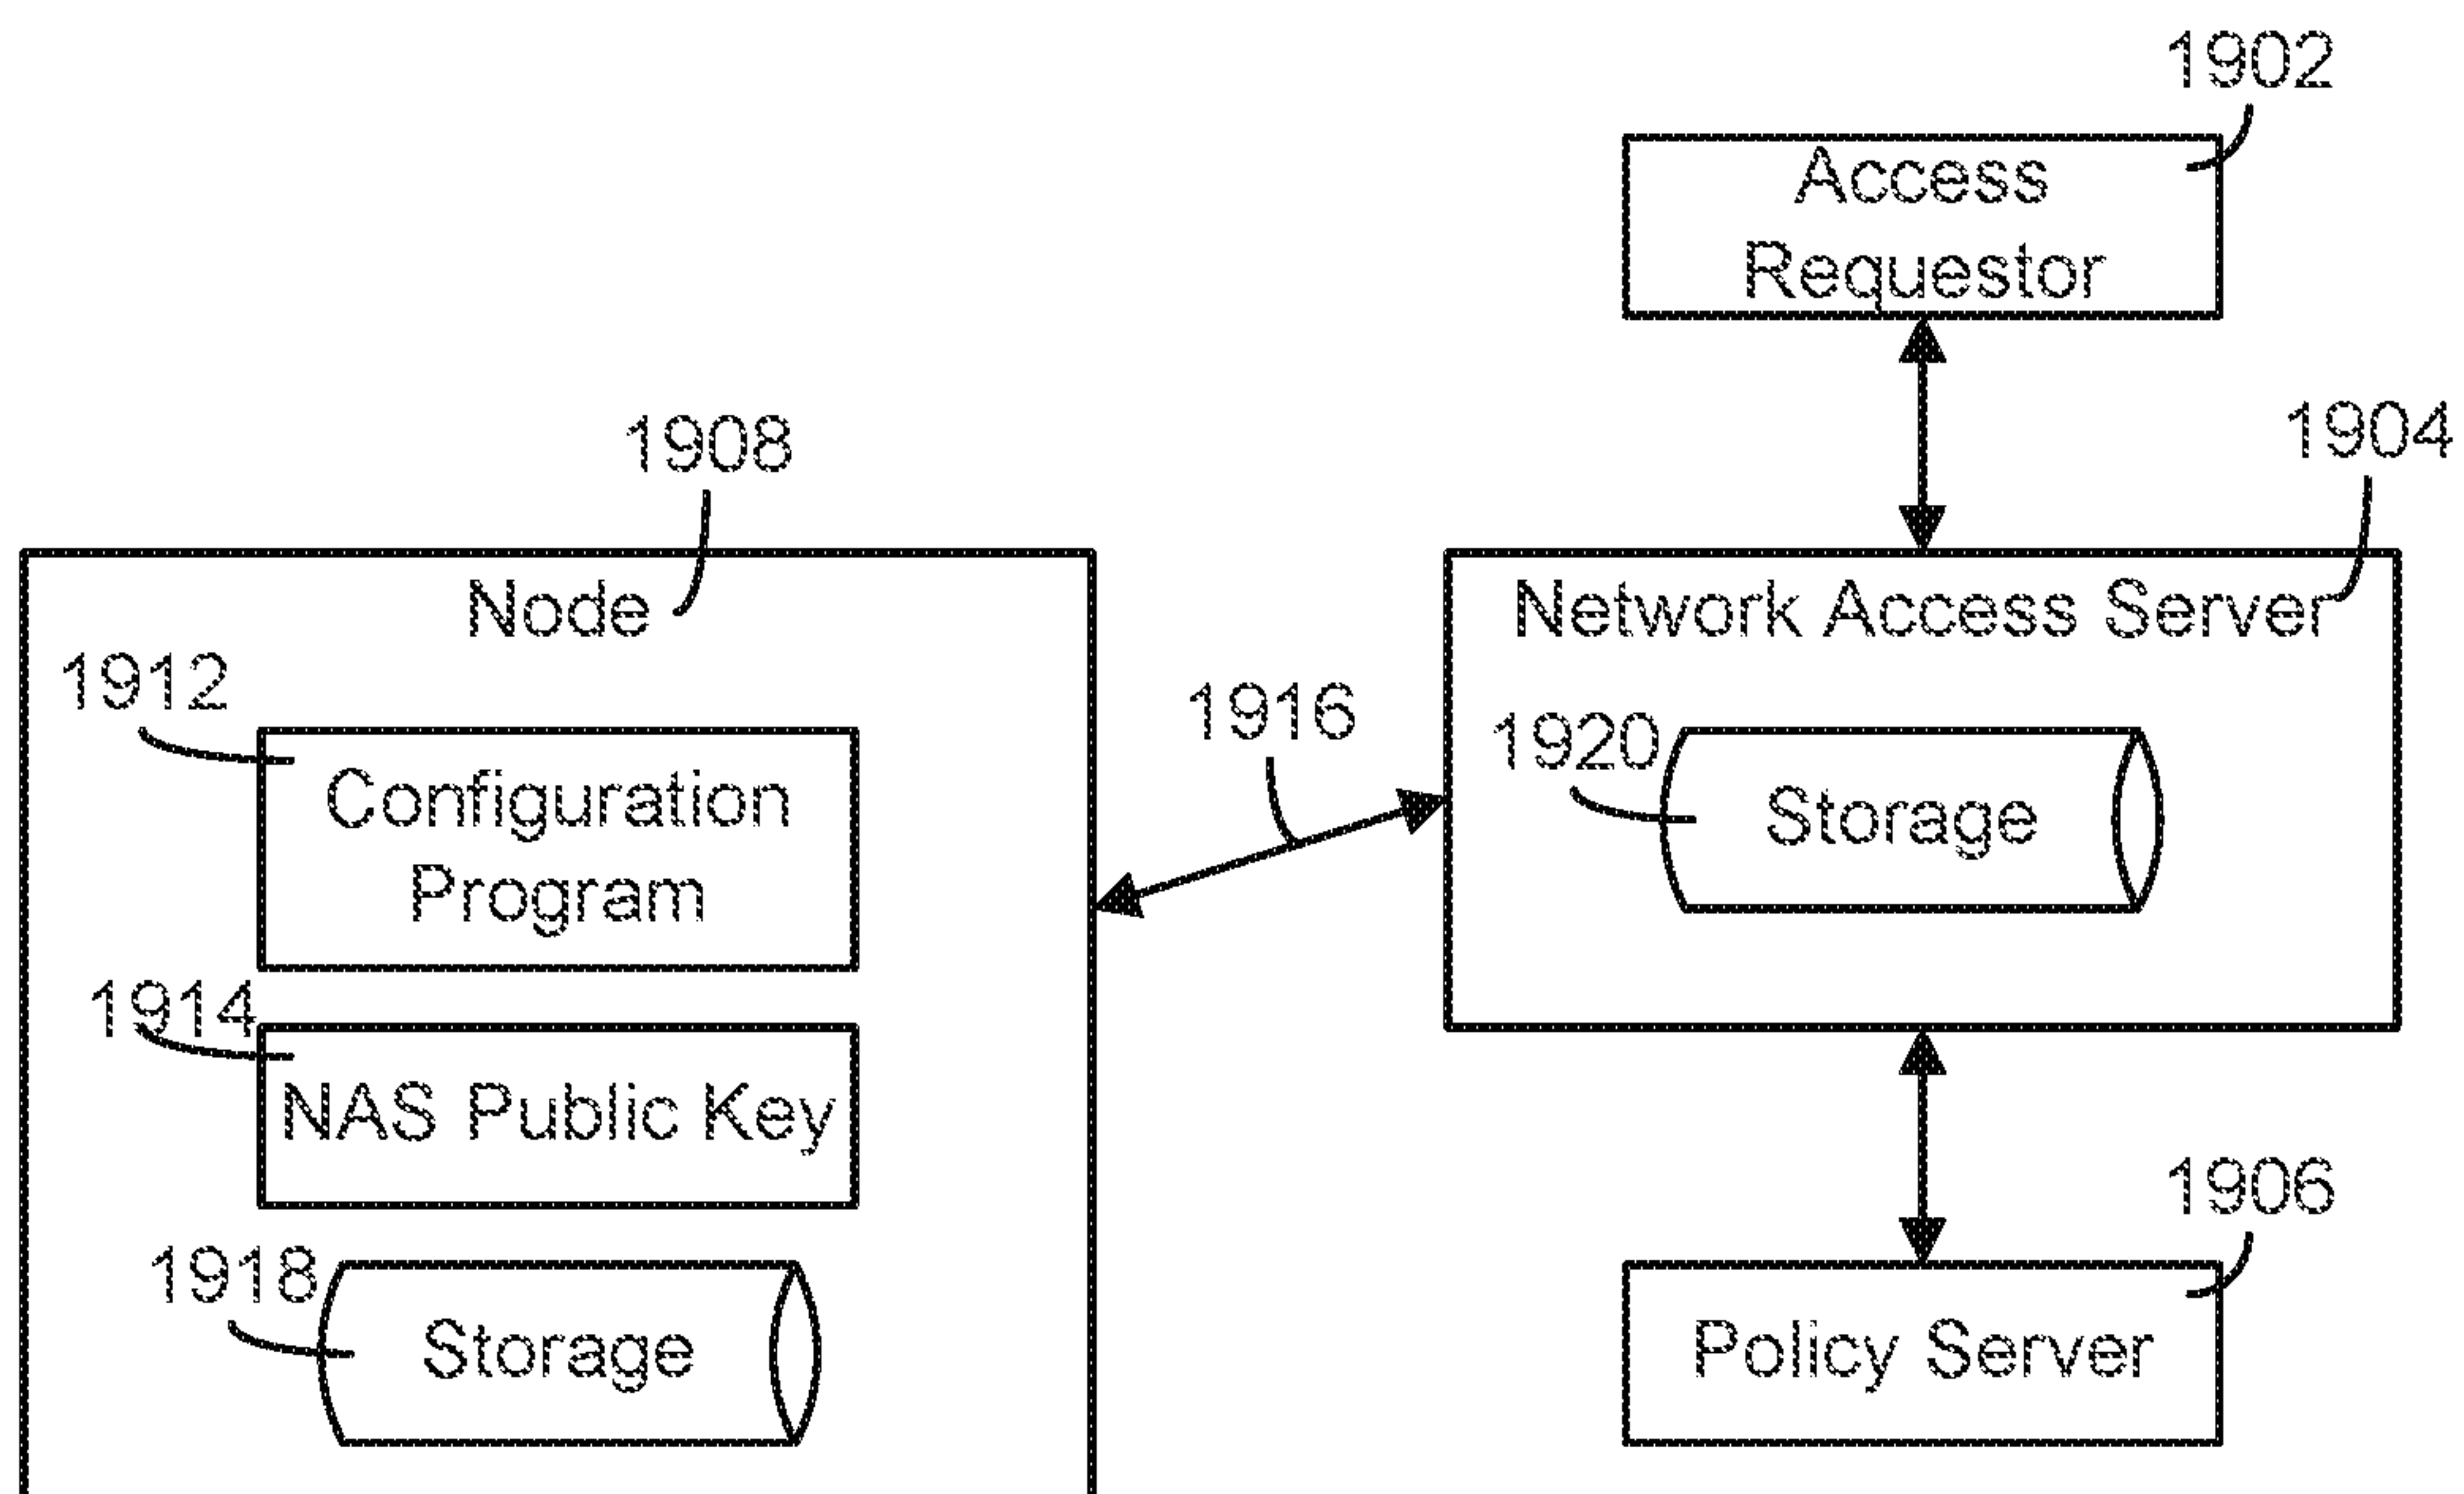 1902
Access
Requestor
1908
1904
Node
Network Access Server
1912
1916
1920
Configuration
Program
Storage
1914
NAS Public Key
1906
1918
Storage
Policy Server